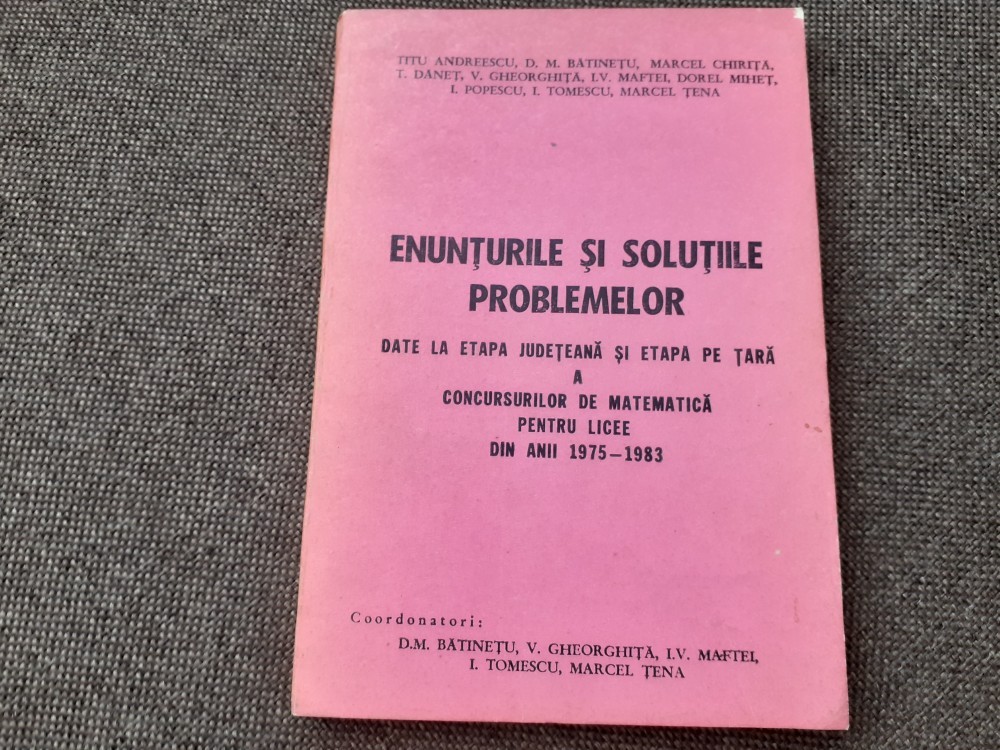 TITU ANDREESCU, D. M. BĂTINEȚU, MARCEL CHIRIȚĂ,
T. DĂNEȚ, V. GHEORGHIȚĂ, I.V. MAFTEI, DOREL MIHEȚ,
I. POPESCU, I. TOMESCU, MARCEL ȚENA
ENUNȚURILE ȘI SOLUȚIILE
PROBLEMELOR
DATE LA ETAPA JUDEȚEANĂ ȘI ETAPA PE ȚARĂ
A
CONCURSURILOR DE MATEMATICĂ
PENTRU LICEE
DIN ANII 1975–1983
Coordonatori:
D.M. BĂTINEȚU, V. GHEORGHIȚĂ, I.V. MAFTEI,
I. TOMESCU, MARCEL ȚENA